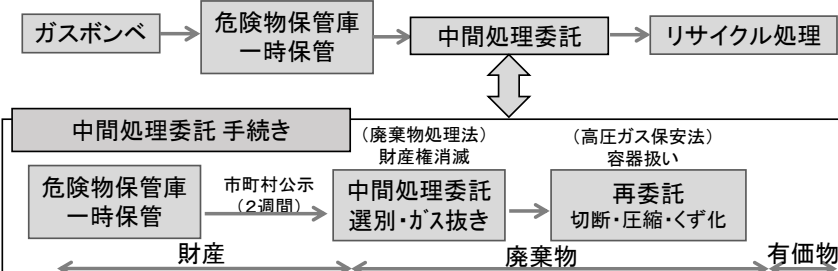 ガスボンベ
危険物保管庫
一時保管
中間処理委託
リサイクル処理
中間処理委託 手続き
(廃棄物処理法)
財産権消滅
(高圧ガス保安法)
容器扱い
危険物保管庫
一時保管
市町村公示
(2週間)
中間処理委託
選別・ガス抜き
再委託
切断・圧縮・くず化
財産
廃棄物
有価物